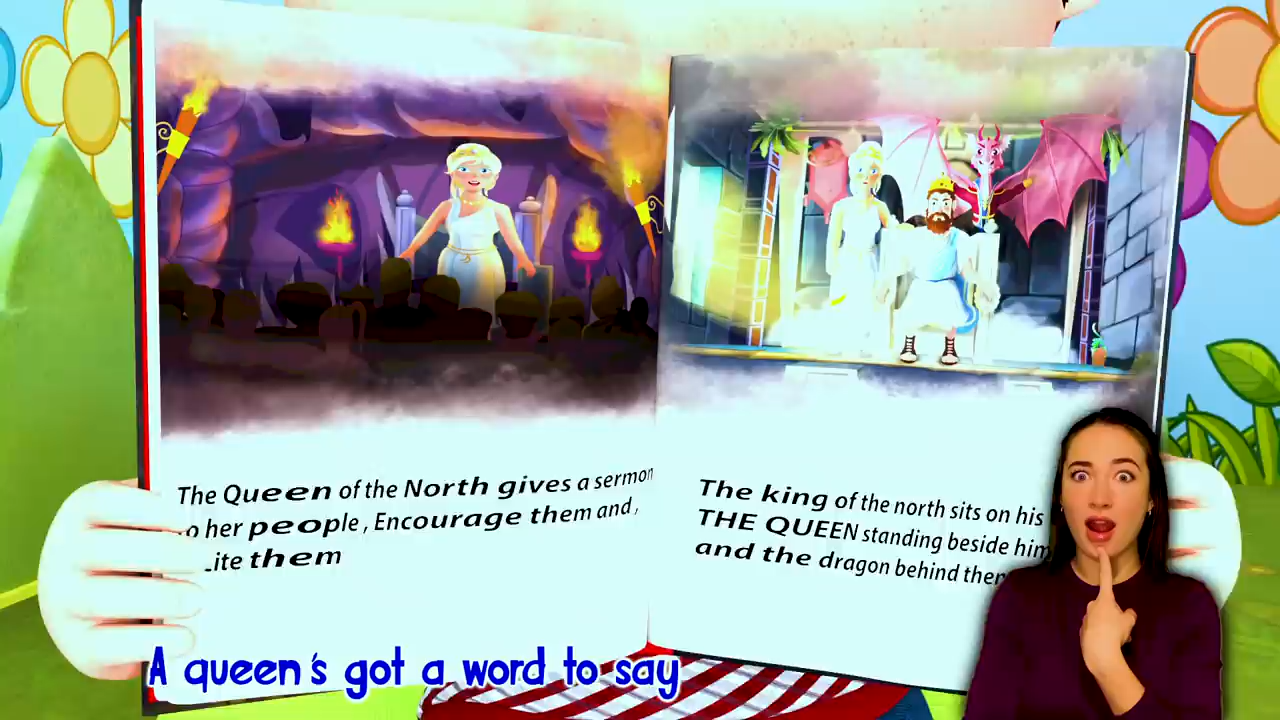 The Queen of the North gives a sermon
o her people, Encourage them and,
ite them
The king of the north sits on his
THE QUEEN standing beside him
and the dragon behind them
A queen's got a word to say